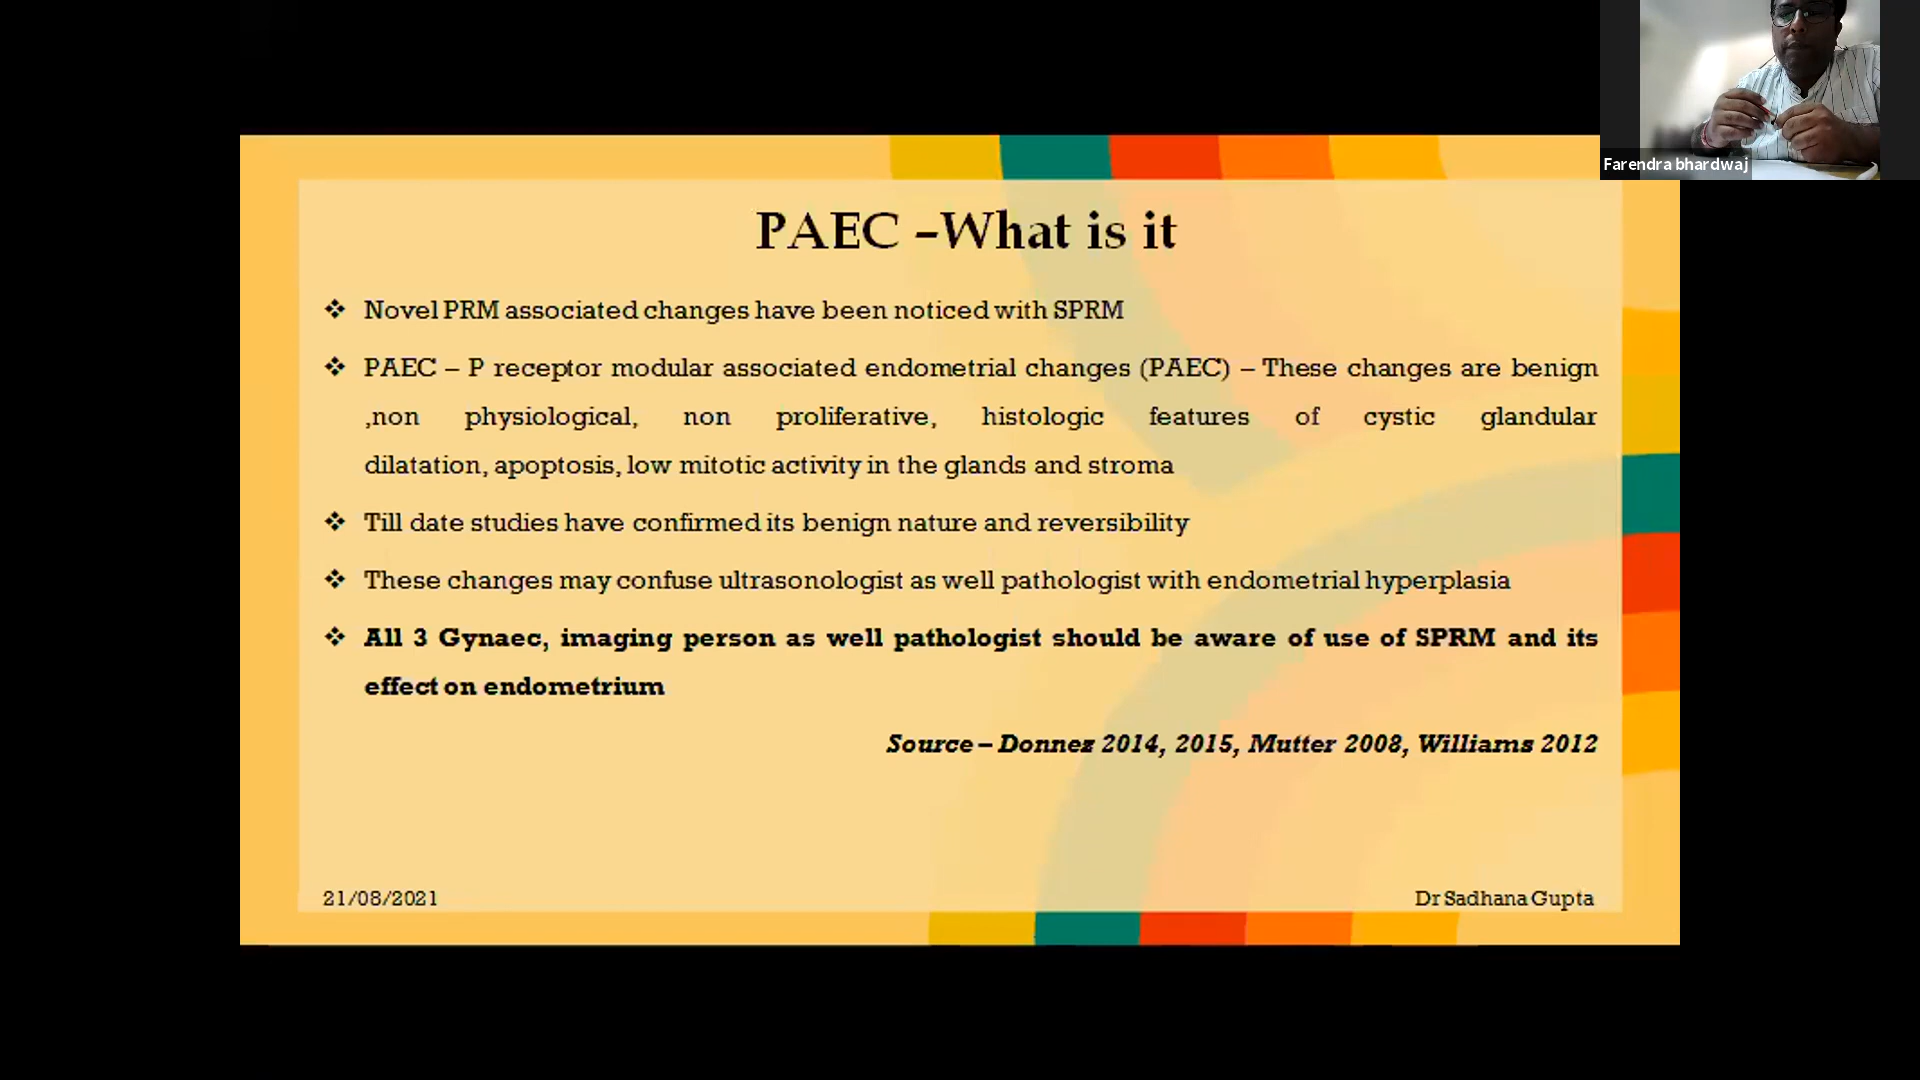 Farendra bhardwaj
PAEC –What is it
❖ Novel PRM associated changes have been noticed with SPRM
❖ PAEC – P receptor modular associated endometrial changes (PAEC) – These changes are benign
,non physiological, non proliferative, histologic features of cystic glandular
dilatation, apoptosis, low mitotic activity in the glands and stroma
❖ Till date studies have confirmed its benign nature and reversibility
❖ These changes may confuse ultrasonologist as well pathologist with endometrial hyperplasia
❖ All 3 Gynaec, imaging person as well pathologist should be aware of use of SPRM and its
effect on endometrium
Source – Donnez 2014, 2015, Mutter 2008, Williams 2012
21/08/2021
Dr Sadhana Gupta